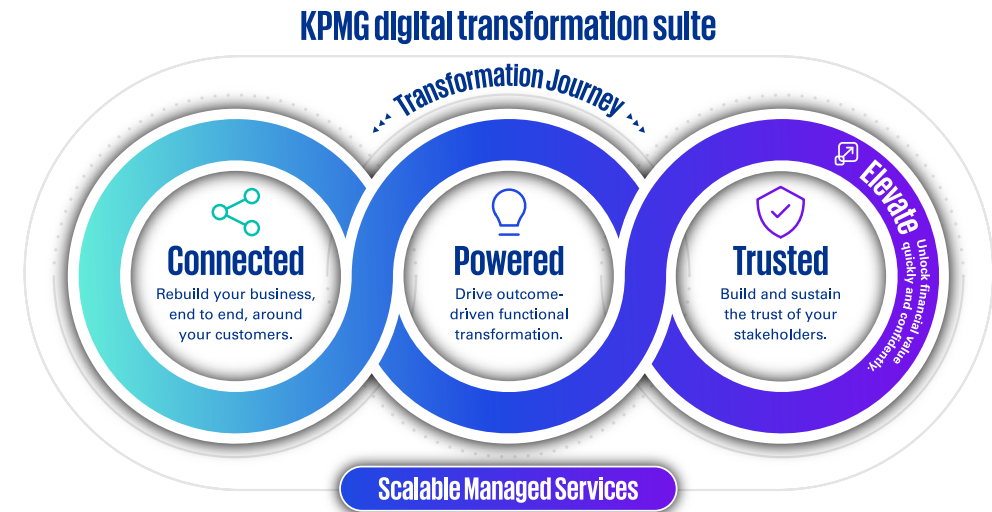 KPMG digital transformation suite
Transformation Journey
Connected
Rebuild your business,
end to end, around
your customers.
Powered
Drive outcome-
driven functional
transformation.
Trusted
Build and sustain
the trust of your
stakeholders.
Elevate
Unlock financial value
quickly and confidently.
Scalable Managed Services